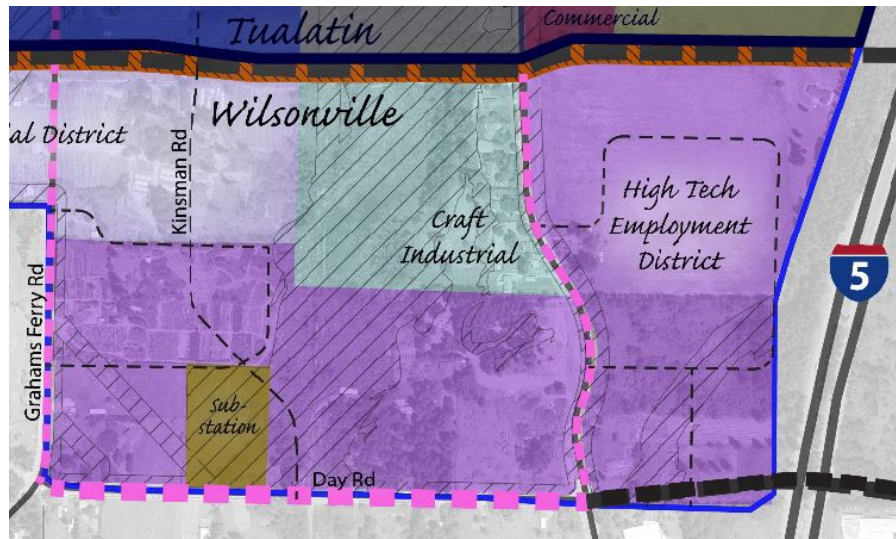 Commercial
Tualatin
Wilsonville
ial District
Kinsman Rd
High Tech
Employment
District
Craft
Industrial
5
Grahams Ferry Rd
Sub-
station
Day Rd